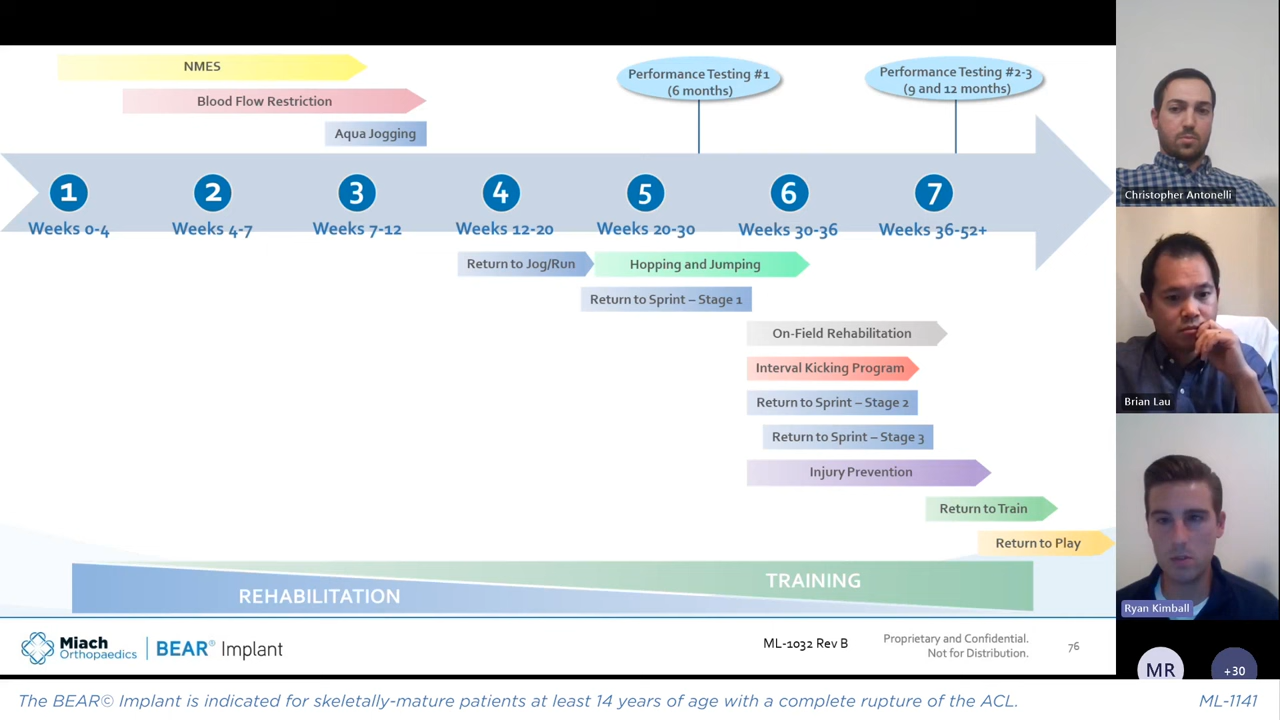 NMES
Blood Flow Restriction
Aqua Jogging
Performance Testing #1
(6 months)
Performance Testing #2-3
(9 and 12 months)
1
2
3
4
5
6
7
Weeks 0-4
Weeks 4-7
Weeks 7-12
Weeks 12-20
Weeks 20-30
Weeks 30-36
Weeks 36-52+
Return to Jog/Run
Hopping and Jumping
Return to Sprint – Stage 1
On-Field Rehabilitation
Interval Kicking Program
Return to Sprint – Stage 2
Return to Sprint – Stage 3
Injury Prevention
Return to Train
Return to Play
REHABILITATION
TRAINING
Miach
Orthopaedics
BEAR® Implant
ML-1032 Rev B
Proprietary and Confidential.
Not for Distribution.
76
Christopher Antonelli
Brian Lau
Ryan Kimball
MR
+30
The BEAR© Implant is indicated for skeletally-mature patients at least 14 years of age with a complete rupture of the ACL.
ML-1141